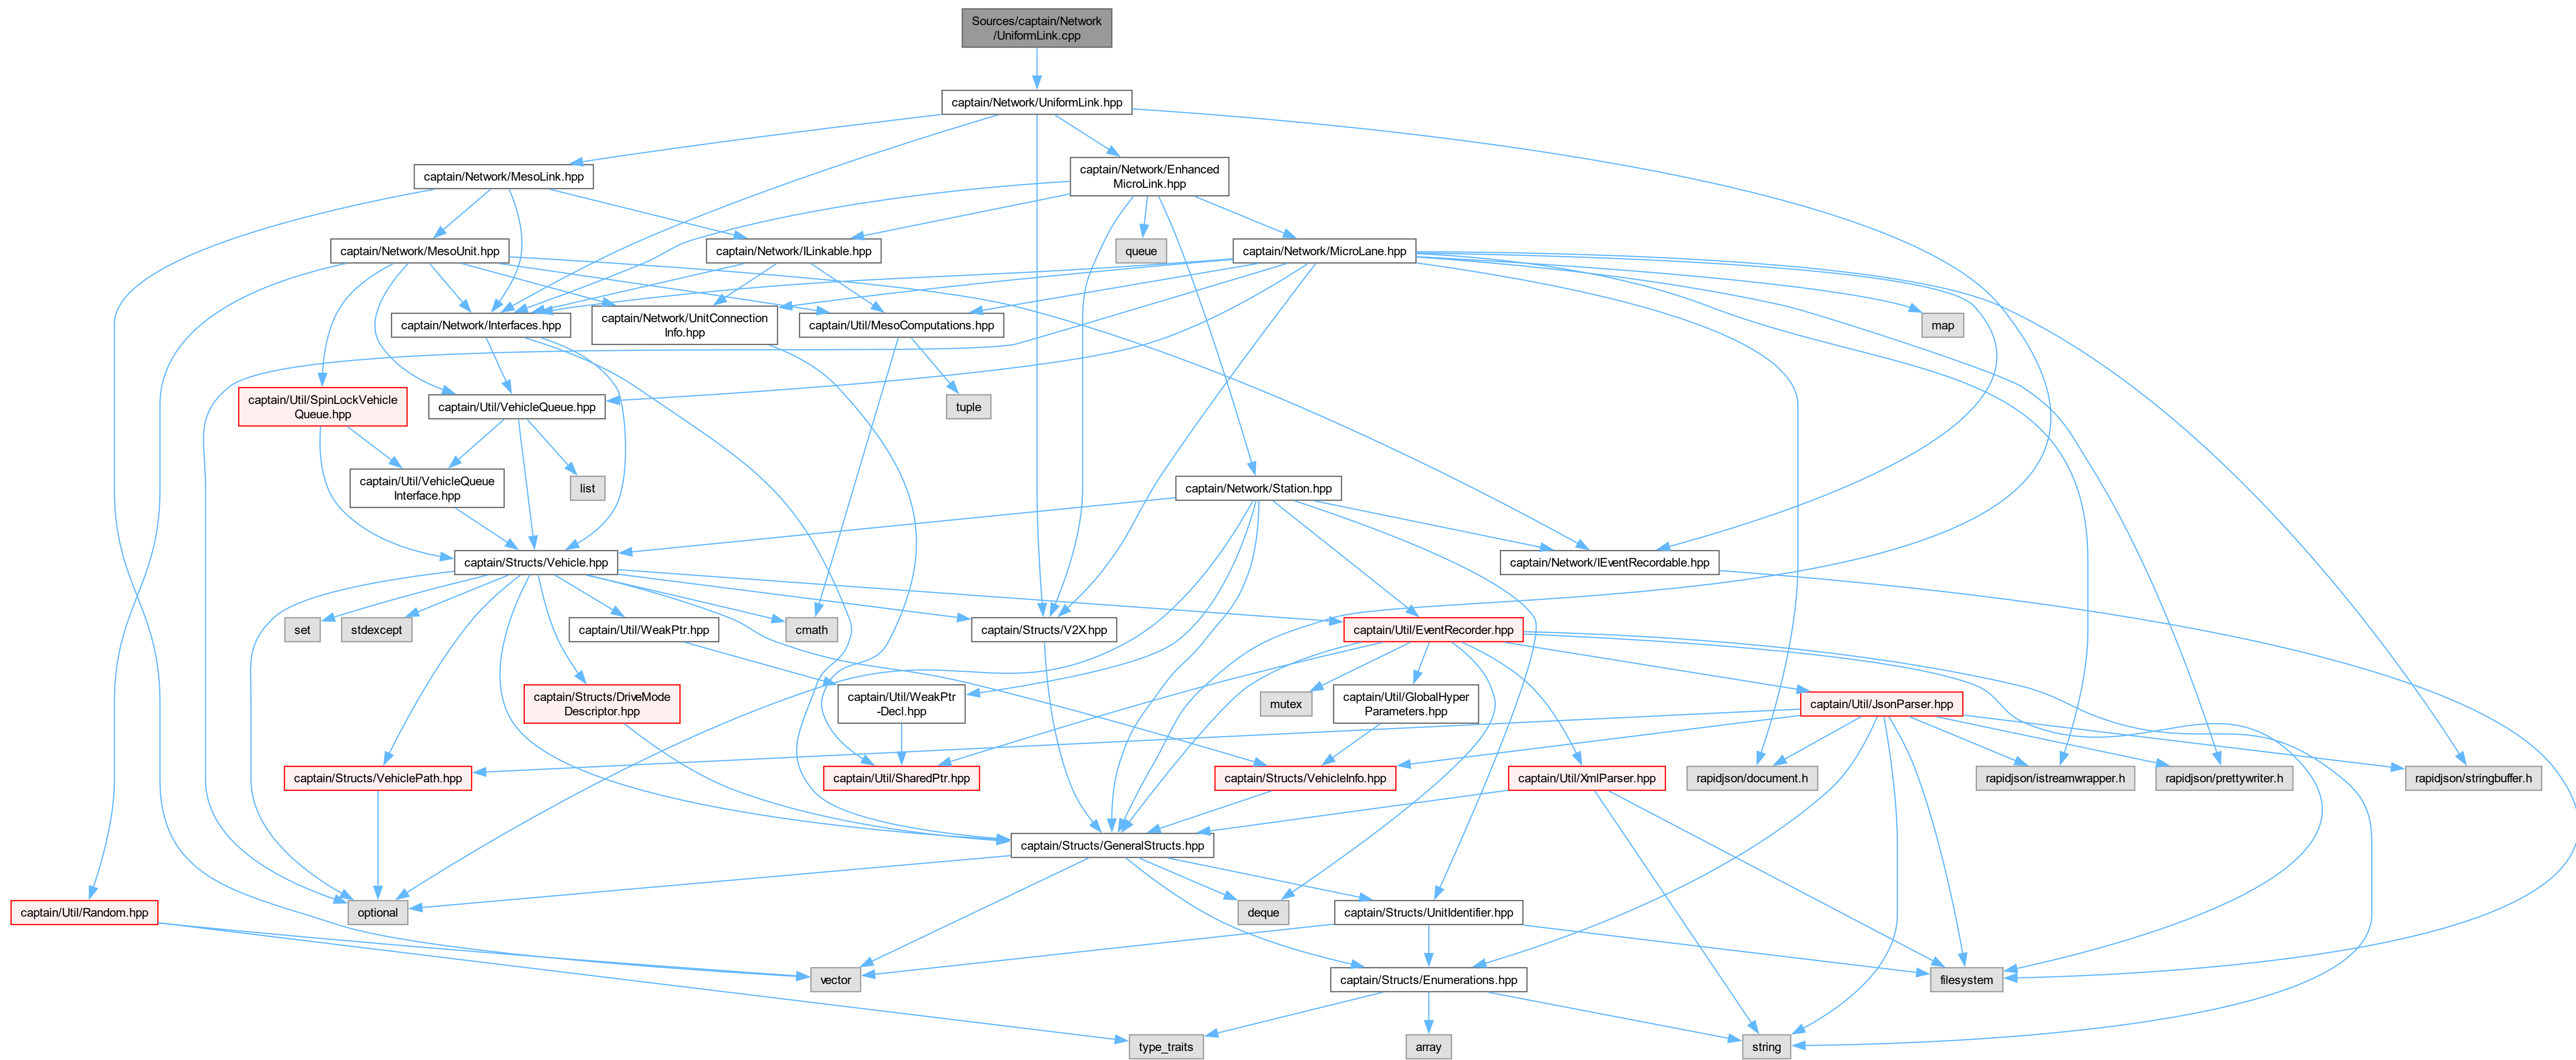 Sources/captain/Network
/UniformLink.cpp
captain/Network/UniformLink.hpp
captain/Network/MesoLink.hpp
captain/Network/Enhanced
MicroLink.hpp
captain/Network/MesoUnit.hpp
captain/Network/ILinkable.hpp
queue
captain/Network/MicroLane.hpp
captain/Network/Interfaces.hpp
captain/Network/UnitConnection
Info.hpp
captain/Util/MesoComputations.hpp
map
captain/Util/SpinLockVehicle
Queue.hpp
captain/Util/VehicleQueue.hpp
tuple
captain/Util/VehicleQueue
Interface.hpp
list
captain/Network/Station.hpp
captain/Structs/Vehicle.hpp
captain/Network/IEventRecordable.hpp
set
stdexcept
captain/Util/WeakPtr.hpp
cmath
captain/Structs/V2X.hpp
captain/Util/EventRecorder.hpp
captain/Structs/DriveMode
Descriptor.hpp
captain/Util/WeakPtr
-Decl.hpp
mutex
captain/Util/GlobalHyper
Parameters.hpp
captain/Util/JsonParser.hpp
captain/Structs/VehiclePath.hpp
captain/Util/SharedPtr.hpp
captain/Structs/VehicleInfo.hpp
captain/Util/XmlParser.hpp
rapidjson/document.h
rapidjson/istreamwrapper.h
rapidjson/prettywriter.h
rapidjson/stringbuffer.h
captain/Structs/GeneralStructs.hpp
captain/Util/Random.hpp
optional
deque
captain/Structs/UnitIdentifier.hpp
vector
captain/Structs/Enumerations.hpp
filesystem
type_traits
array
string